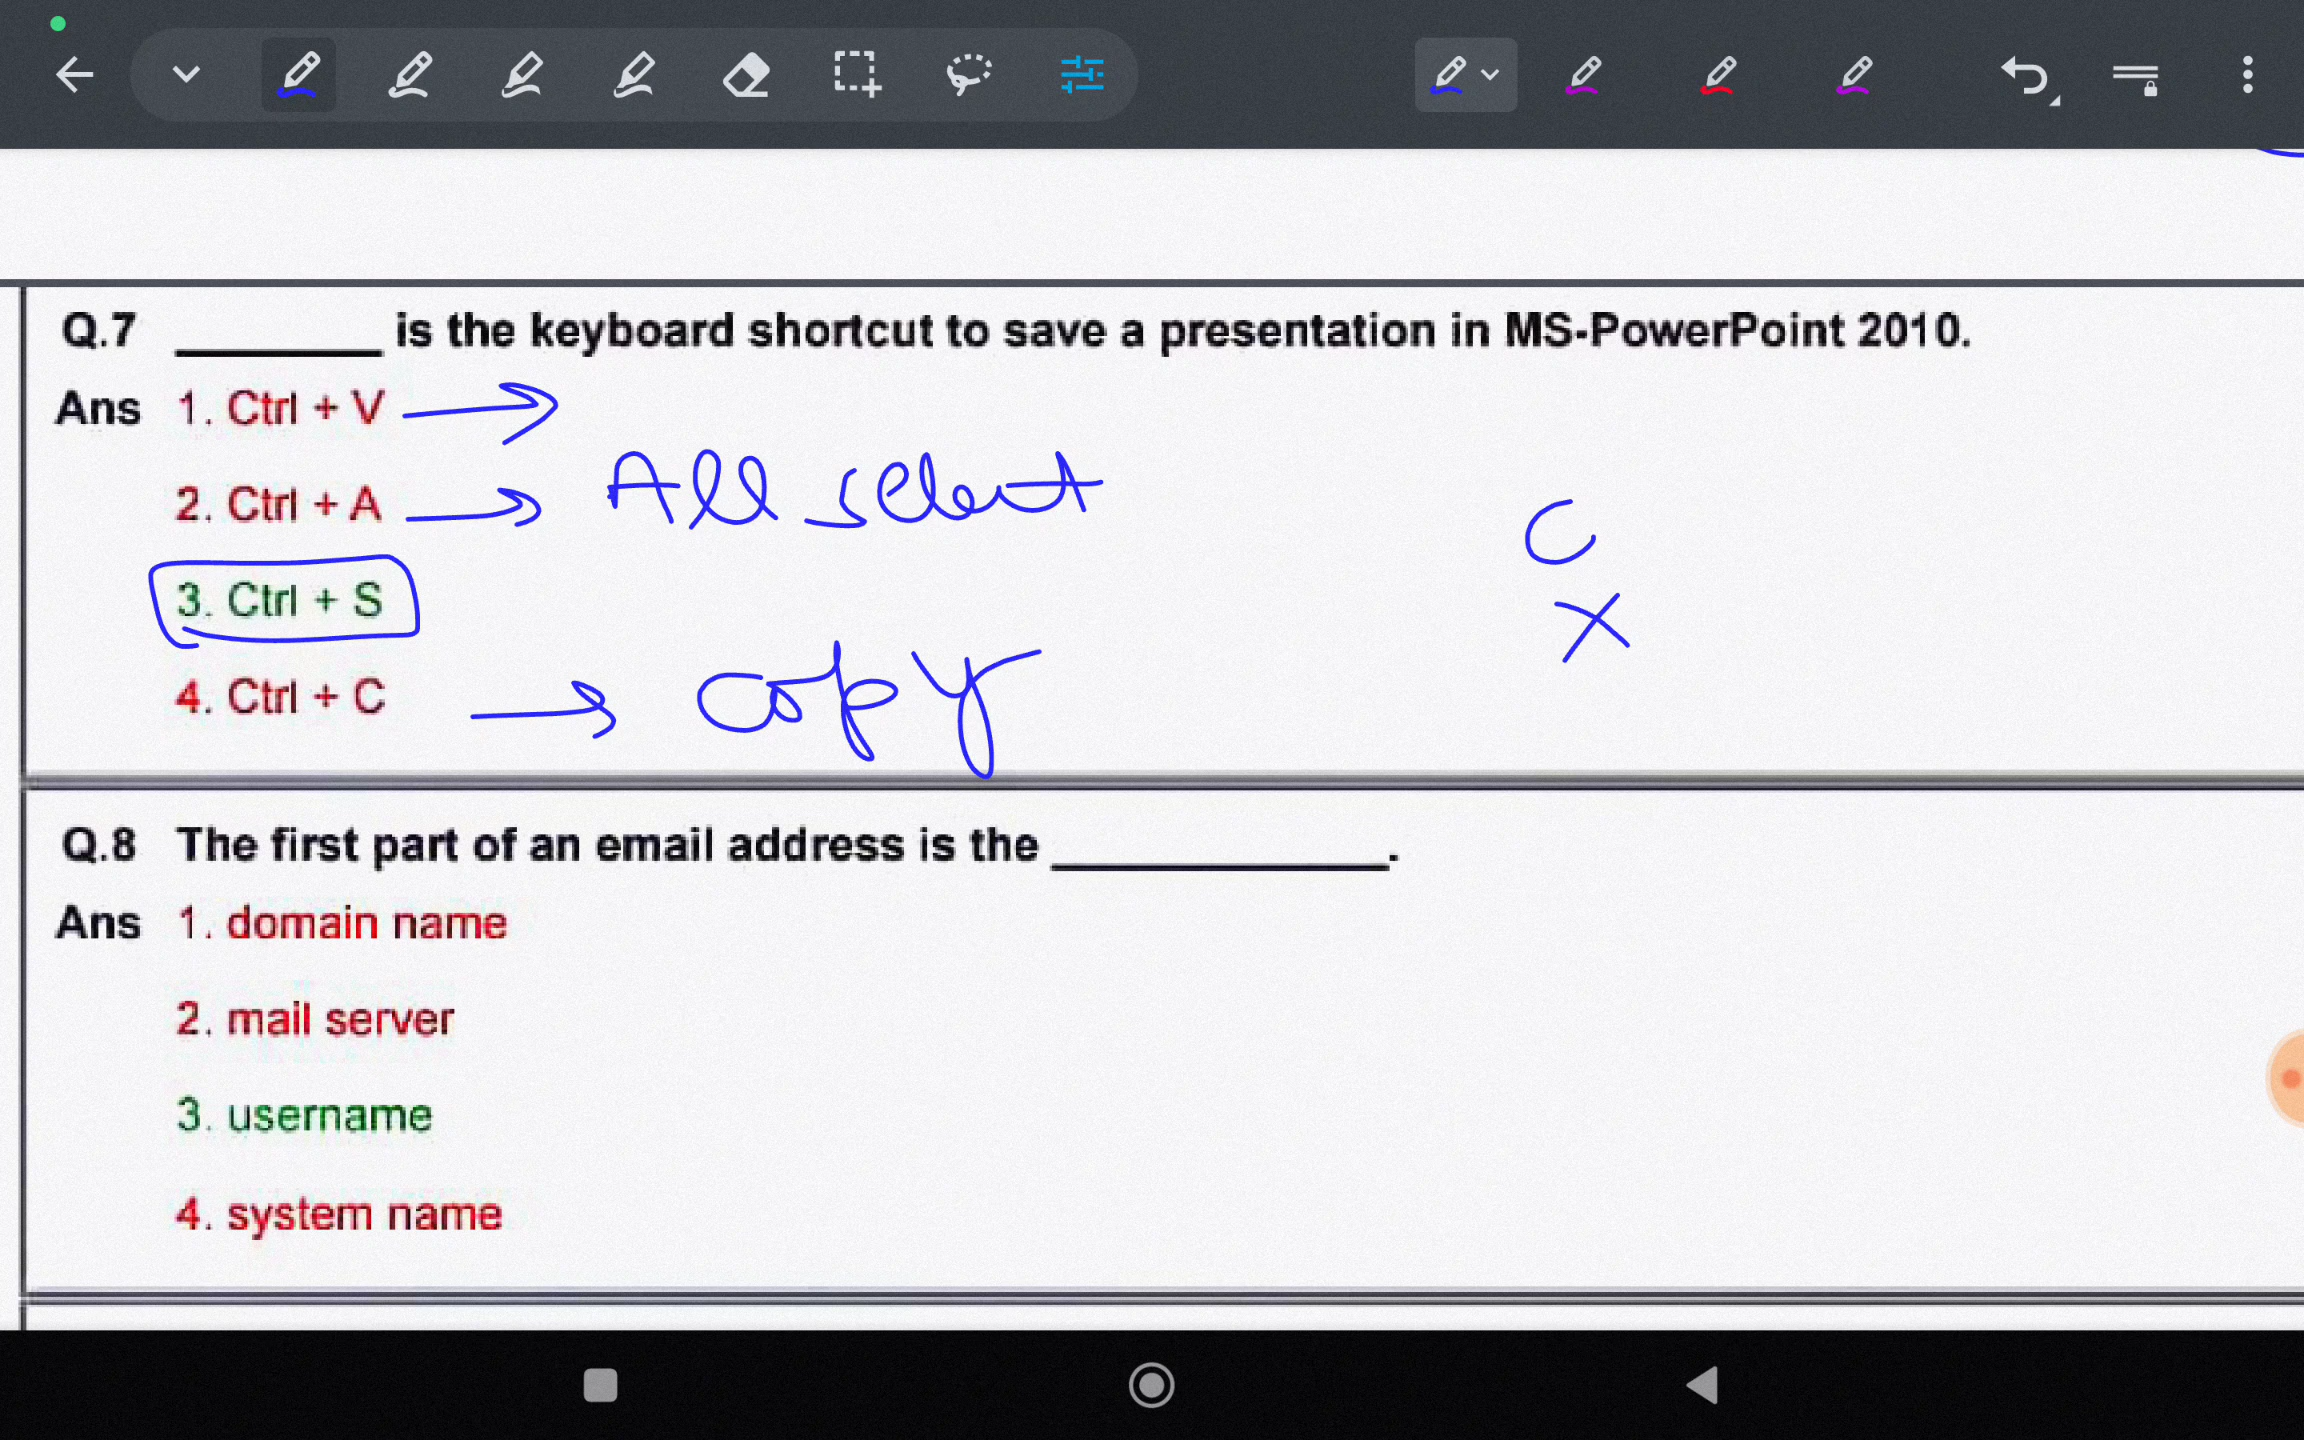 Q.7 ________ is the keyboard shortcut to save a presentation in MS-PowerPoint 2010.
Ans 1. Ctrl + V
2. Ctrl + A All select
C
3. Ctrl + S
X
4. Ctrl + C copy
Q.8 The first part of an email address is the _____________.
Ans 1. domain name
2. mail server
3. username
4. system name